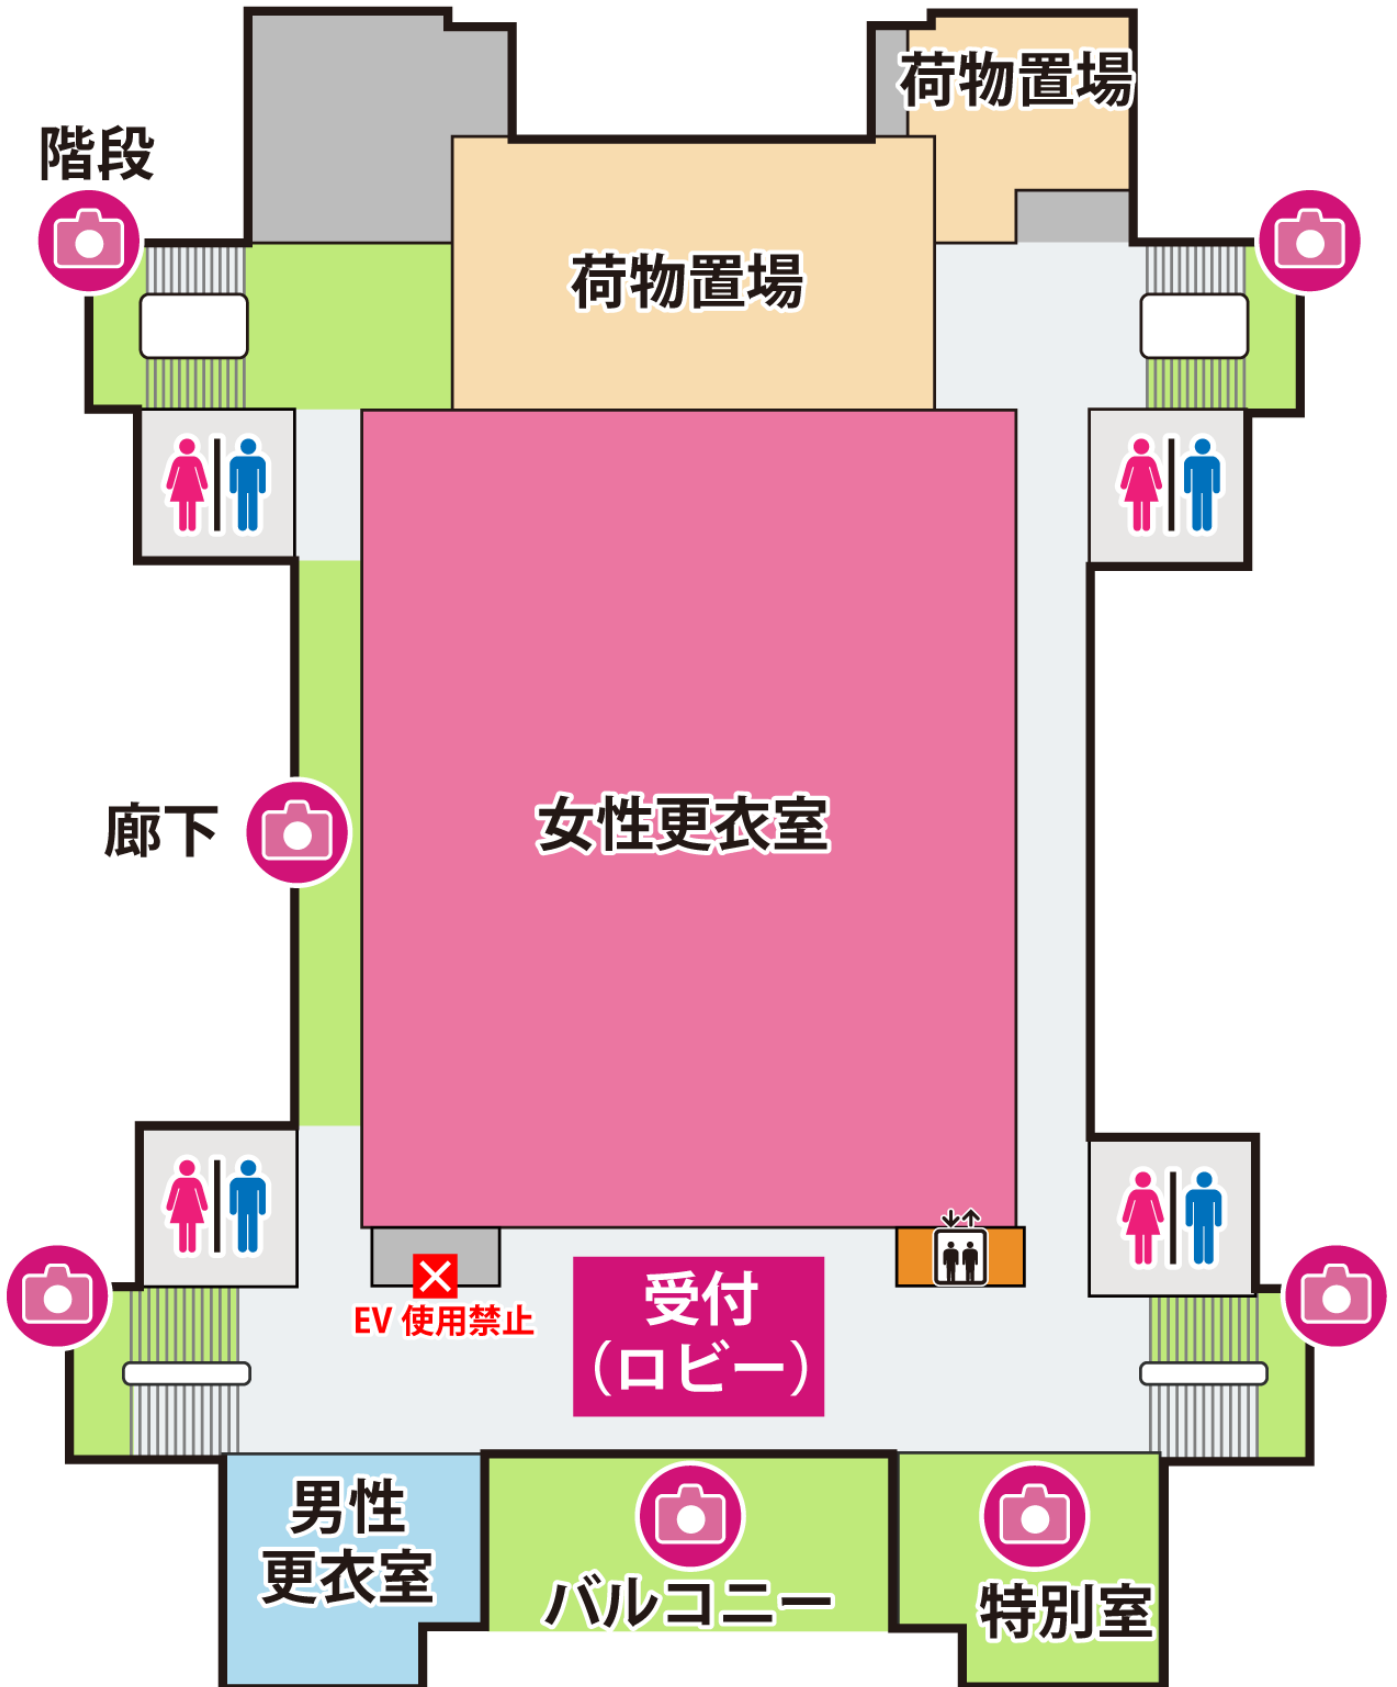 荷物置場
階段
荷物置場
廊下
女性更衣室
EV 使用禁止
受付
（ロビー）
男性
更衣室
バルコニー
特別室